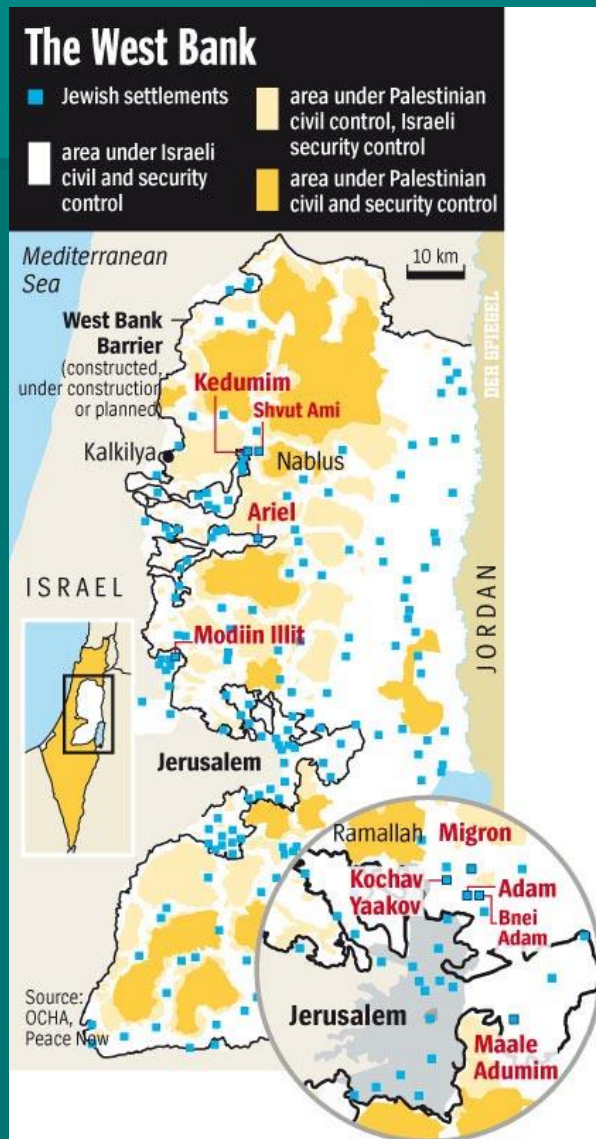 The West Bank
Jewish settlements
area under Israeli
civil and security
control
area under Palestinian
civil control, Israeli
security control
area under Palestinian
civil and security control
Mediterranean
Sea
10 km
DER SPIEGEL
West Bank
Barrier
(constructed,
under construction
or planned)
Kedumim
Shvut Ami
Kalkilya
Nablus
Ariel
ISRAEL
JORDAN
Modiin Illit
Jerusalem
Ramallah
Migron
Kochav
Yaakov
Adam
Bnei
Adam
Jerusalem
Maale
Adumim
Source:
OCHA,
Peace Now